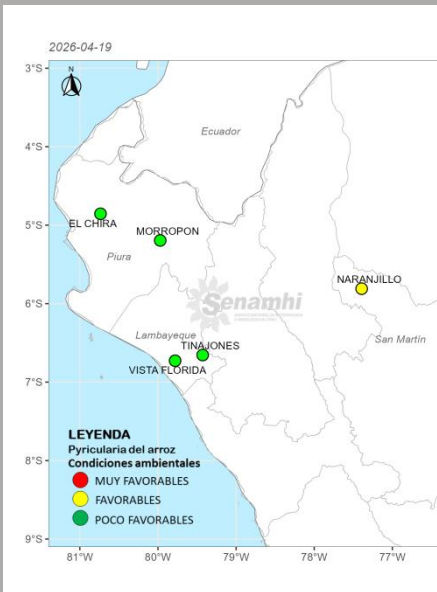 2026-04-19
3°S
N
4°S
Ecuador
5°S
EL CHIRA
MORROPON
Piura
NARANJILLO
6°S
Senamhi
Lambayeque
San Martín
TINAJONES
VISTA FLORIDA
7°S
LEYENDA
Pyricularia del arroz
Condiciones ambientales
MUY FAVORABLES
8°S
FAVORABLES
POCO FAVORABLES
9°S
81°W 80°W 79°W 78°W 77°W